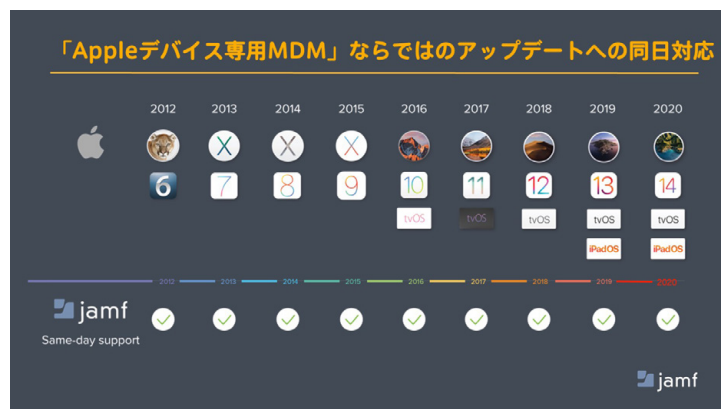 「Appleデバイス専用MDM」ならではのアップデートへの同日対応
2012 2013 2014 2015 2016 2017 2018 2019 2020
X X X
6 7 8 9 10 11 12 13 14
tvOS tvOS tvOS tvOS tvOS
iPadOS iPadOS
2012 2013 2014 2015 2016 2017 2018 2019 2020
jamf
Same-day support
jamf